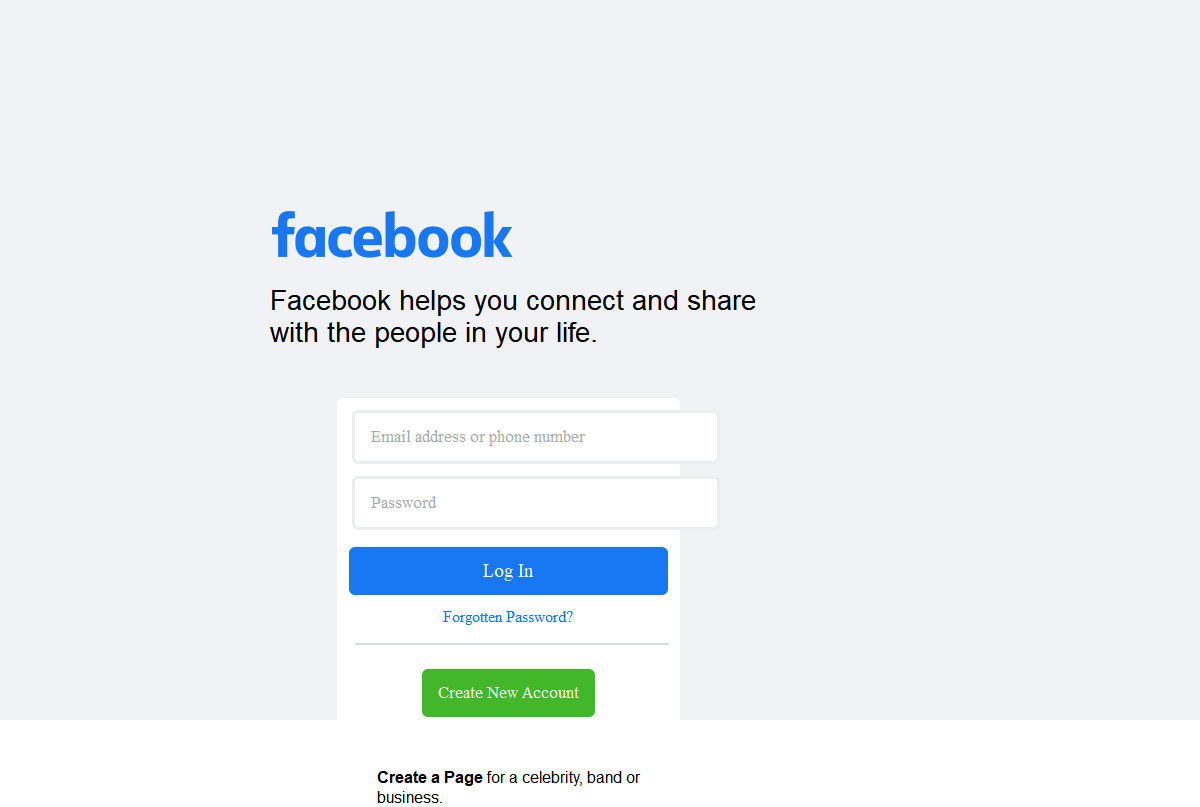 facebook
Facebook helps you connect and share
with the people in your life.
Email address or phone number
Password
Log In
Forgotten Password?
Create New Account
Create a Page for a celebrity, band or
business.